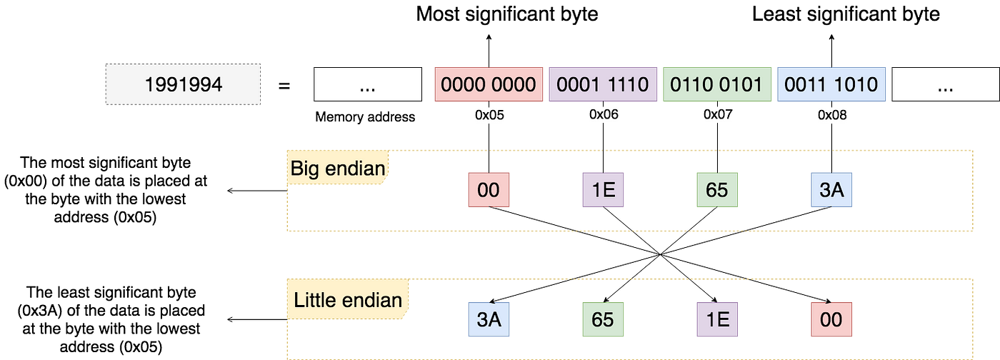 Most significant byte
Least significant byte
1991994
=
...
0000 0000
0001 1110
0110 0101
0011 1010
...
Memory address
0x05
0x06
0x07
0x08
The most significant byte
(0x00) of the data is placed at
the byte with the lowest
address (0x05)
Big endian
00
1E
65
3A
The least significant byte
(0x3A) of the data is placed
at the byte with the lowest
address (0x05)
Little endian
3A
65
1E
00